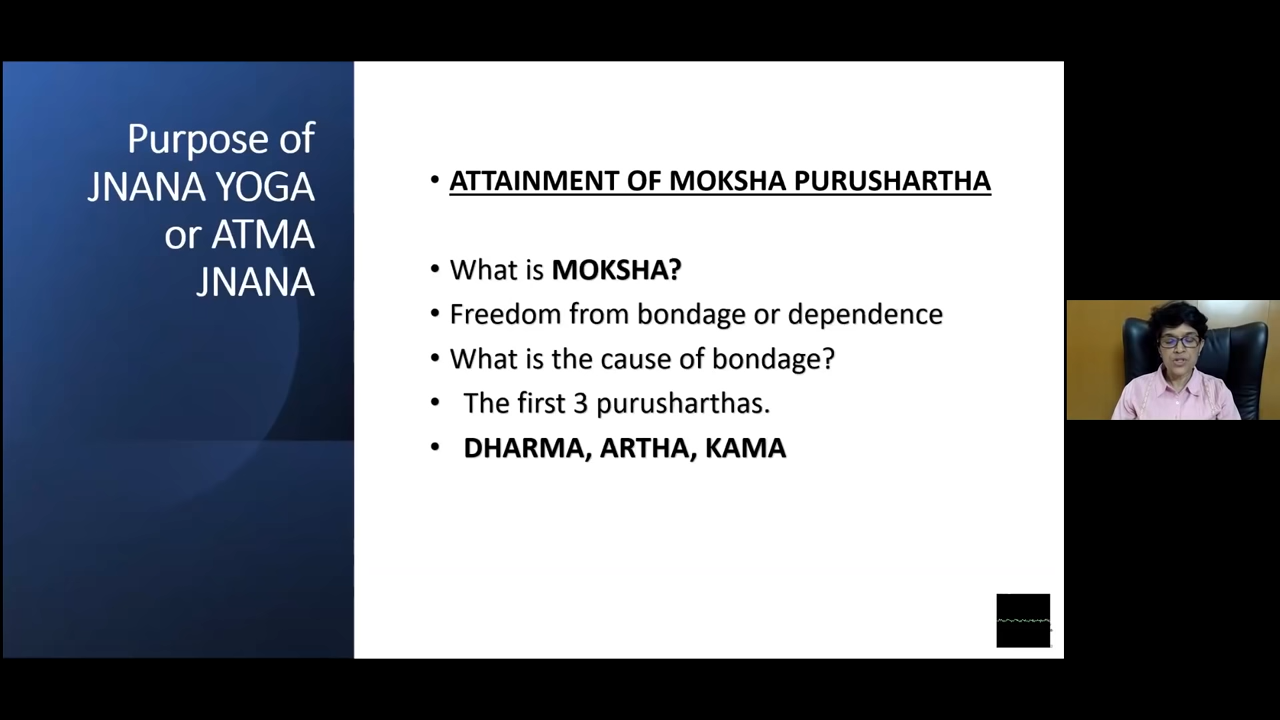 Purpose of
JNANA YOGA
or ATMA
JNANA
• ATTAINMENT OF MOKSHA PURUSHARTHA
• What is MOKSHA?
• Freedom from bondage or dependence
• What is the cause of bondage?
• The first 3 purusharthas.
• DHARMA, ARTHA, KAMA